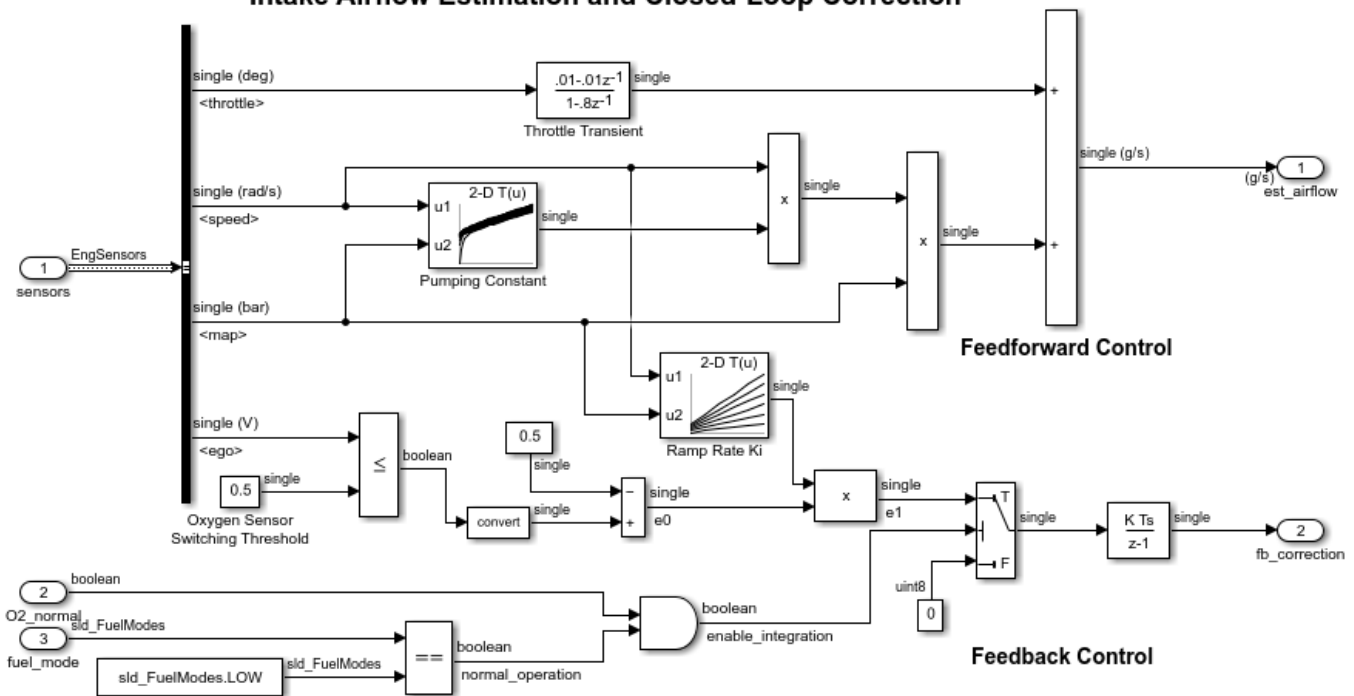 Intake Airflow Estimation and Closed-Loop Correction
single (deg)
<throttle>
.01-.01z-1
1-.8z-1
single
Throttle Transient
+
single (g/s)
(g/s)
1
est_airflow
single (rad/s)
<speed>
2-D T(u)
u1
u2
single
Pumping Constant
x
single
x
single
+
EngSensors
1
sensors
single (bar)
<map>
Feedforward Control
2-D T(u)
u1
u2
single
Ramp Rate Ki
single (V)
<ego>
≤
boolean
0.5
single
Oxygen Sensor
Switching Threshold
0.5
single
convert
single
−
+
single
e0
x
single
e1
T
F
single
K Ts
z-1
single
2
fb_correction
uint8
0
2
boolean
O2_normal
3
sld_FuelModes
fuel_mode
sld_FuelModes.LOW
sld_FuelModes
==
boolean
normal_operation
boolean
enable_integration
Feedback Control